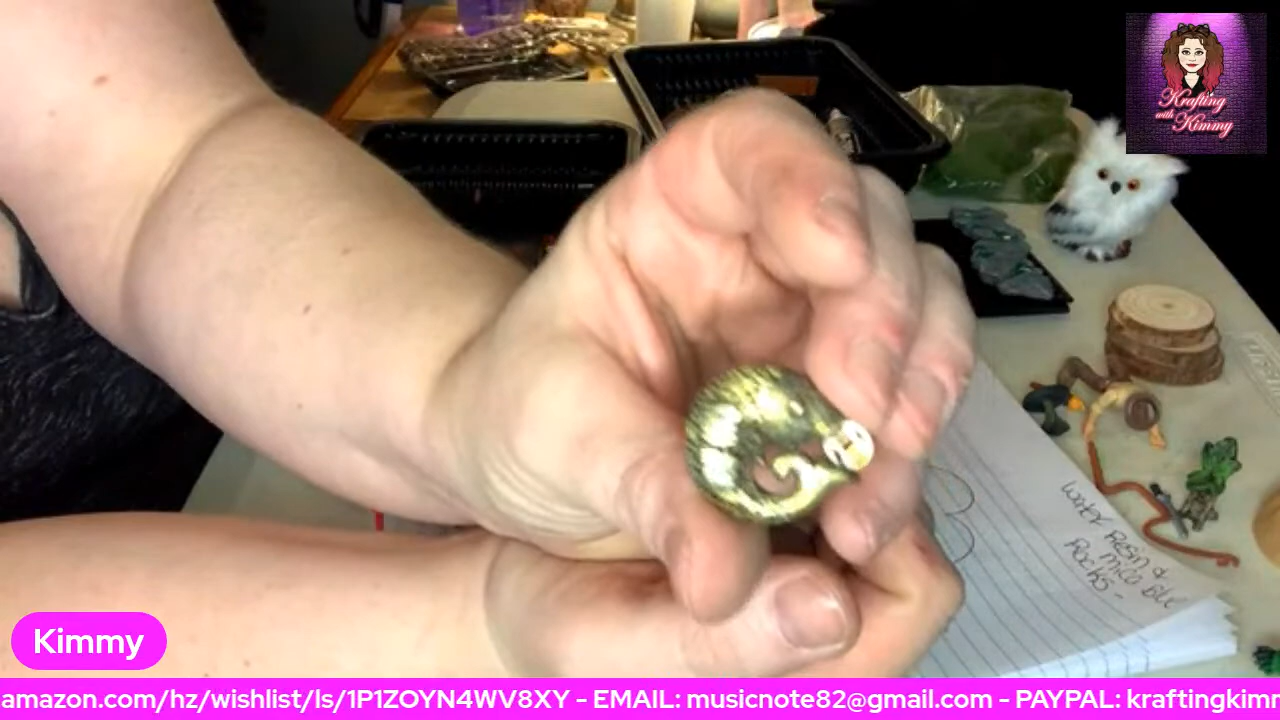 Krafting
with
Kimmy
water Resin &
mica Blue
Rocks -
Kimmy
amazon.com/hz/wishlist/ls/1P1ZOYN4WV8XY - EMAIL: musicnote82@gmail.com - PAYPAL: kraftingkimm